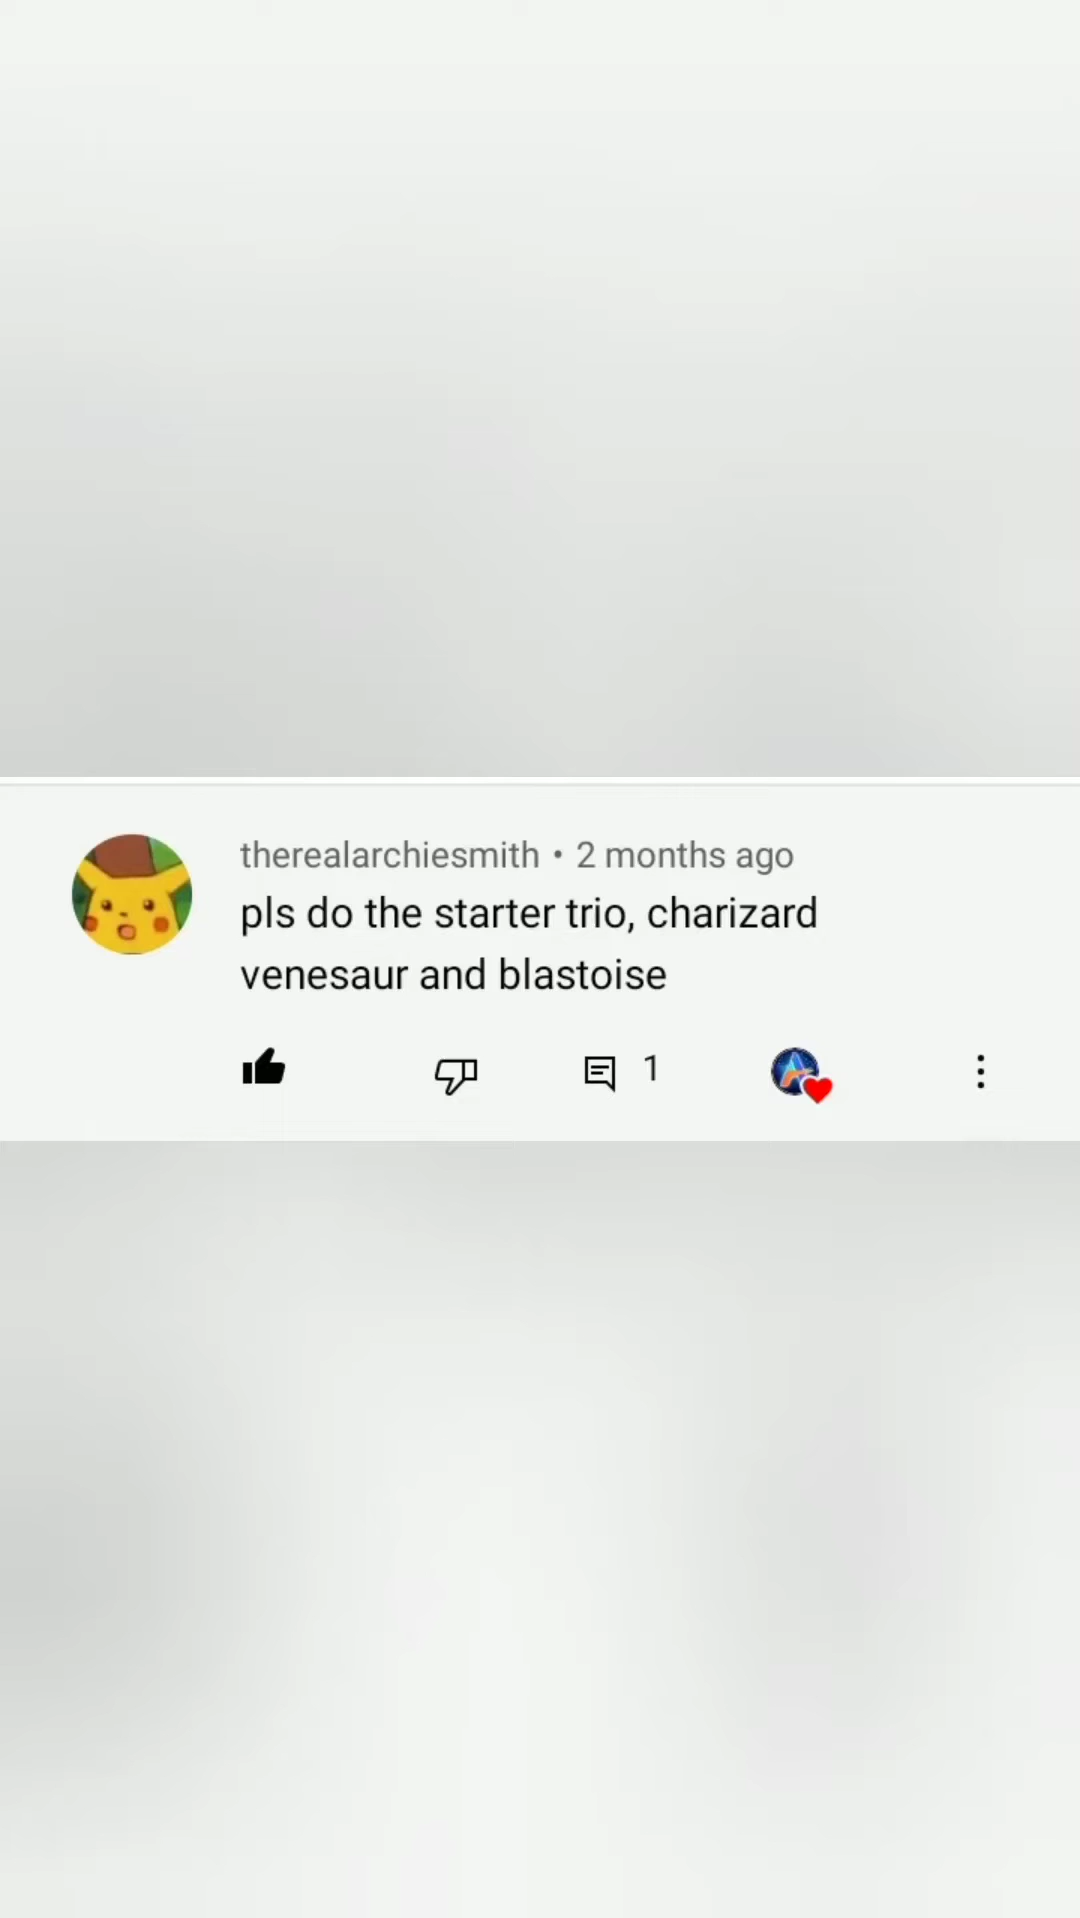 therealarchiesmith • 2 months ago
pls do the starter trio, charizard
venesaur and blastoise
1